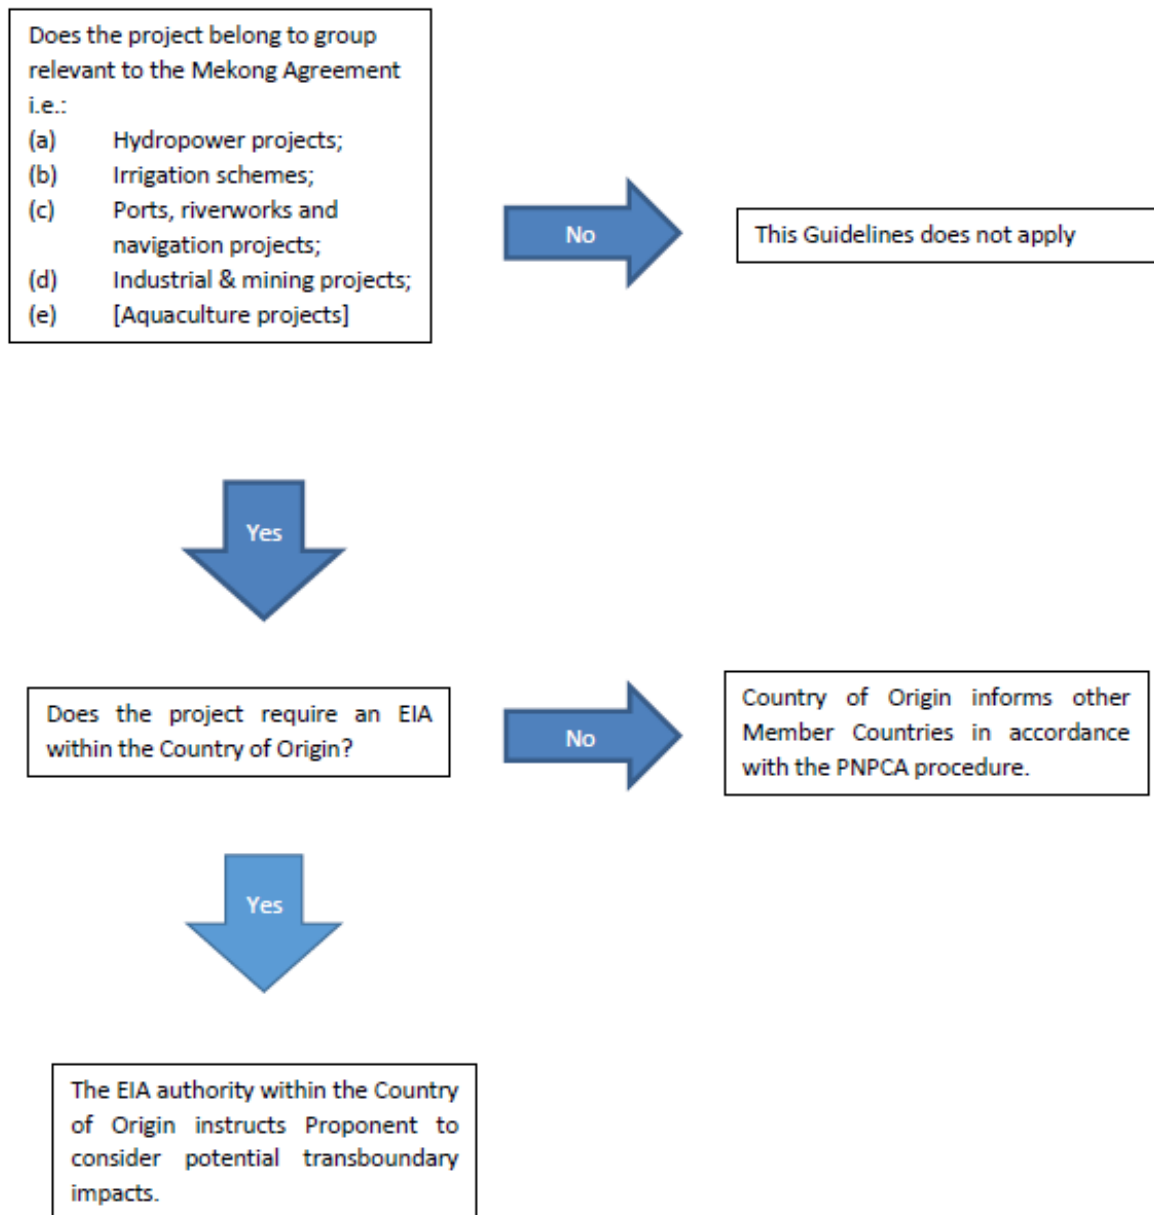 Does the project belong to group
relevant to the Mekong Agreement
i.e.:
(a) Hydropower projects;
(b) Irrigation schemes;
(c) Ports, riverworks and
navigation projects;
(d) Industrial & mining projects;
(e) [Aquaculture projects]
No
This Guidelines does not apply
Yes
Does the project require an EIA
within the Country of Origin?
No
Country of Origin informs other
Member Countries in accordance
with the PNPCA procedure.
Yes
The EIA authority within the Country
of Origin instructs Proponent to
consider potential transboundary
impacts.